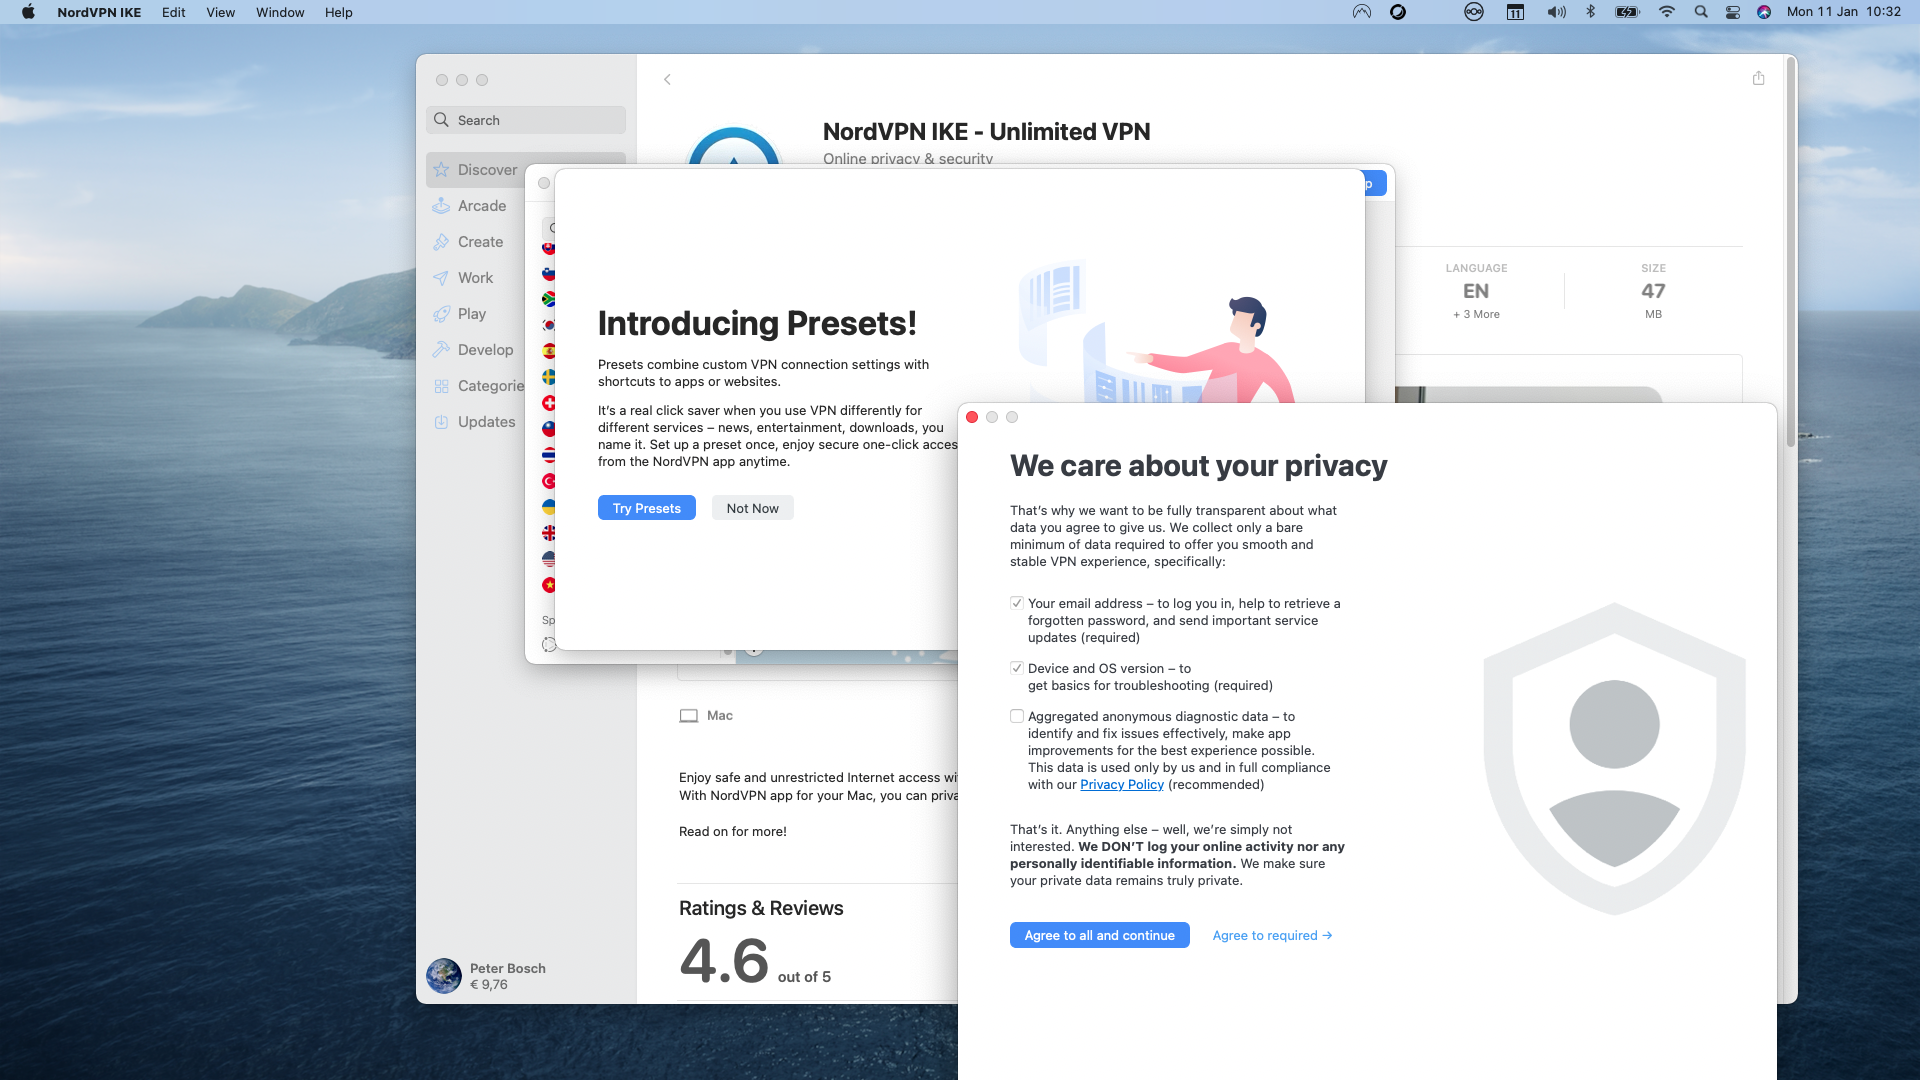 NordVPN IKE Edit View Window Help
11 Mon 11 Jan 10:32
Search
Discover
Arcade
Create
Work
Play
Develop
Categorie
Updates
Peter Bosch
€ 9,76
NordVPN IKE - Unlimited VPN
Online privacy & security
LANGUAGE
EN
+ 3 More
SIZE
47
MB
Introducing Presets!
Presets combine custom VPN connection settings with
shortcuts to apps or websites.
It's a real click saver when you use VPN differently for
different services – news, entertainment, downloads, you
name it. Set up a preset once, enjoy secure one-click acces
from the NordVPN app anytime.
Try Presets Not Now
Sp
Mac
Enjoy safe and unrestricted Internet access wi
With NordVPN app for your Mac, you can priva
Read on for more!
Ratings & Reviews
4.6 out of 5
We care about your privacy
That's why we want to be fully transparent about what
data you agree to give us. We collect only a bare
minimum of data required to offer you smooth and
stable VPN experience, specifically:
Your email address – to log you in, help to retrieve a
forgotten password, and send important service
updates (required)
Device and OS version – to
get basics for troubleshooting (required)
Aggregated anonymous diagnostic data – to
identify and fix issues effectively, make app
improvements for the best experience possible.
This data is used only by us and in full compliance
with our Privacy Policy (recommended)
That's it. Anything else – well, we're simply not
interested. We DON'T log your online activity nor any
personally identifiable information. We make sure
your private data remains truly private.
Agree to all and continue Agree to required →